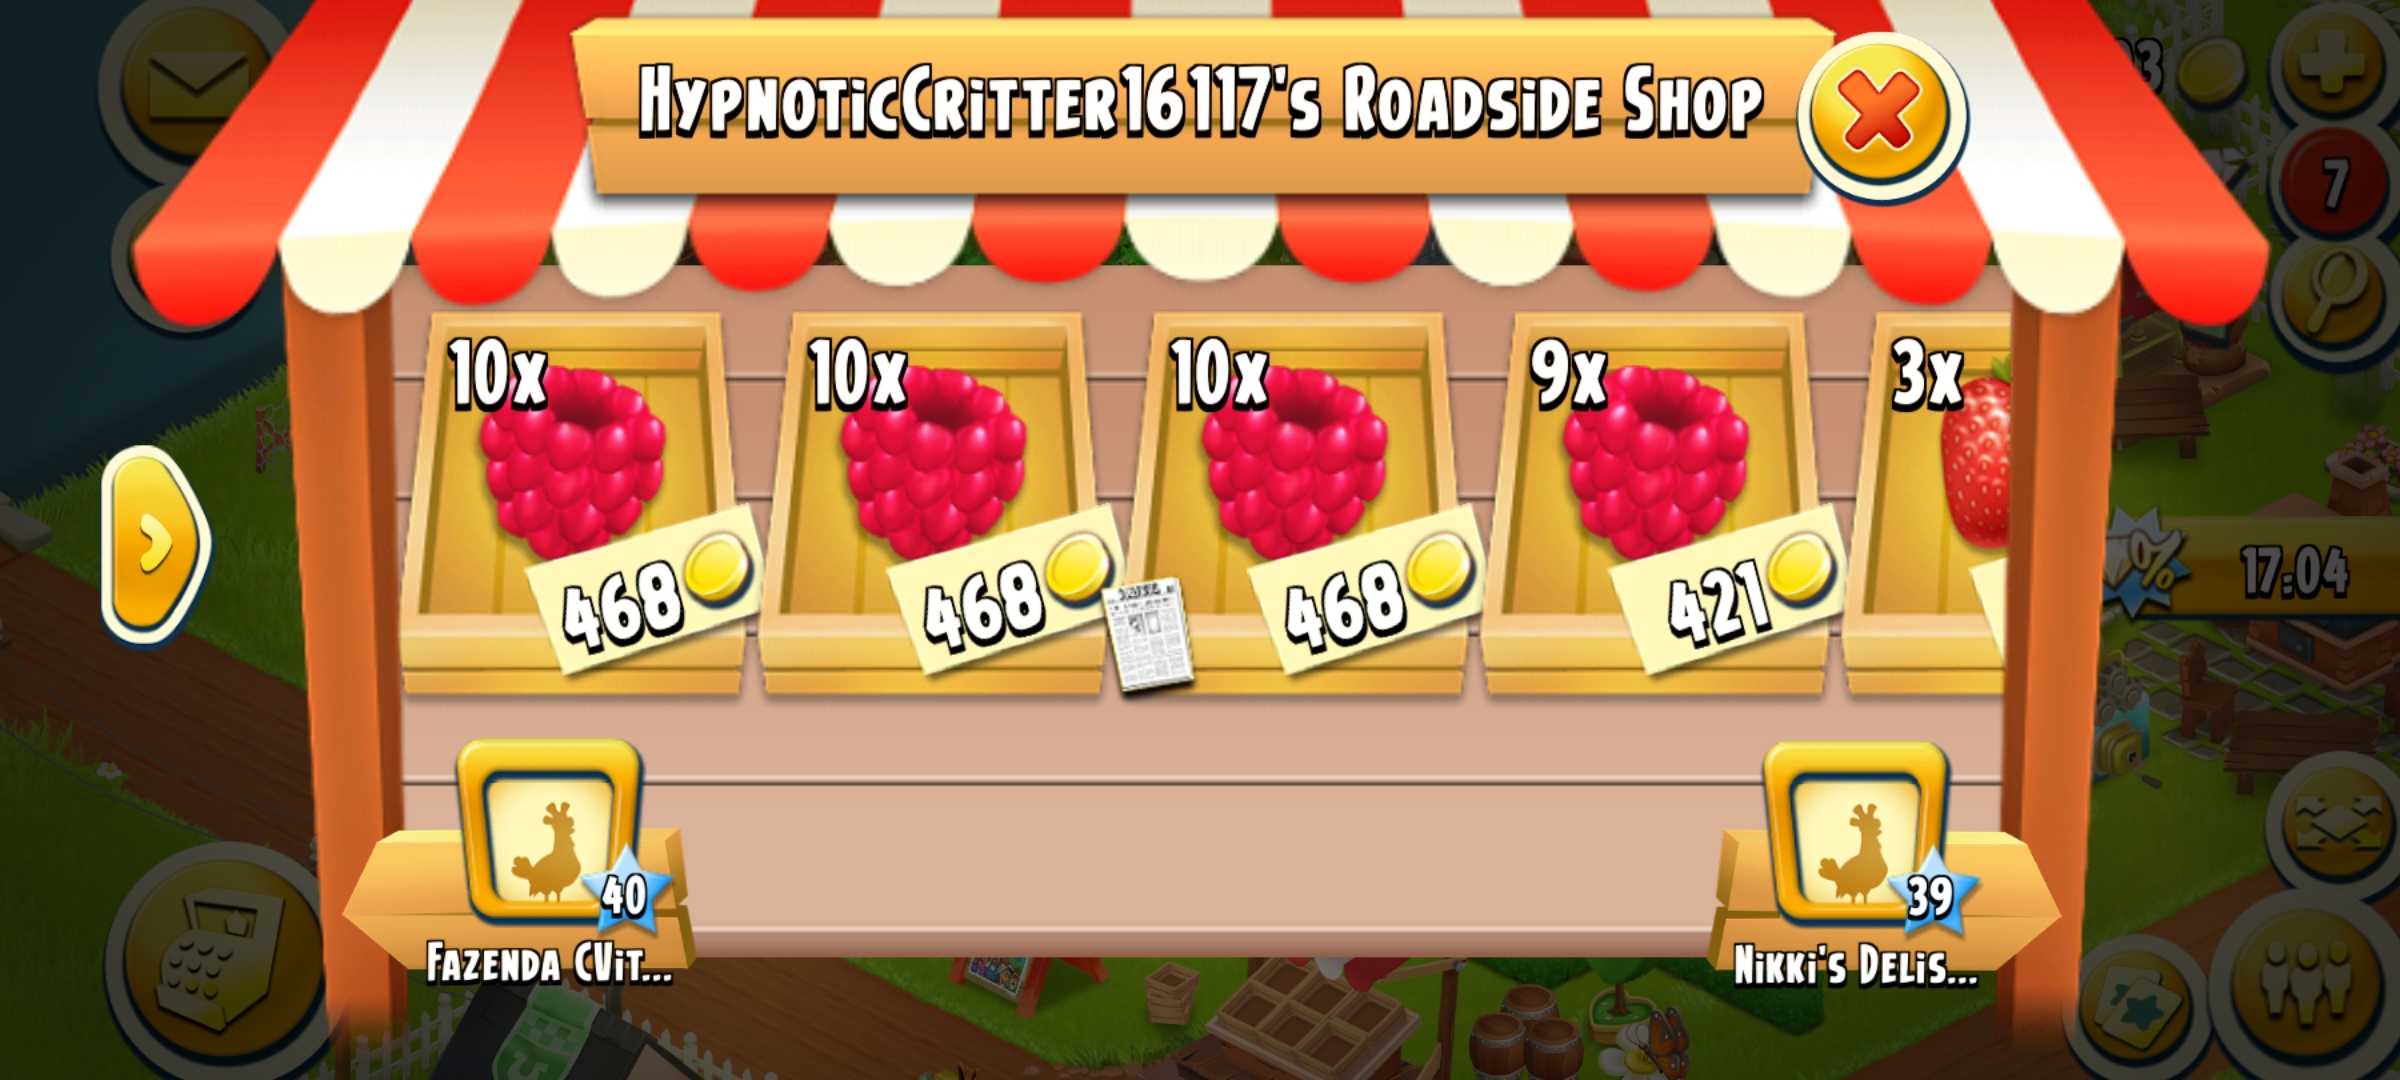 HypnoticCritter16117's Roadside Shop
7
10x
10x
10x
9x
3x
468
468
468
421
17:04
40
39
Fazenda CVit...
Nikki's Delis...